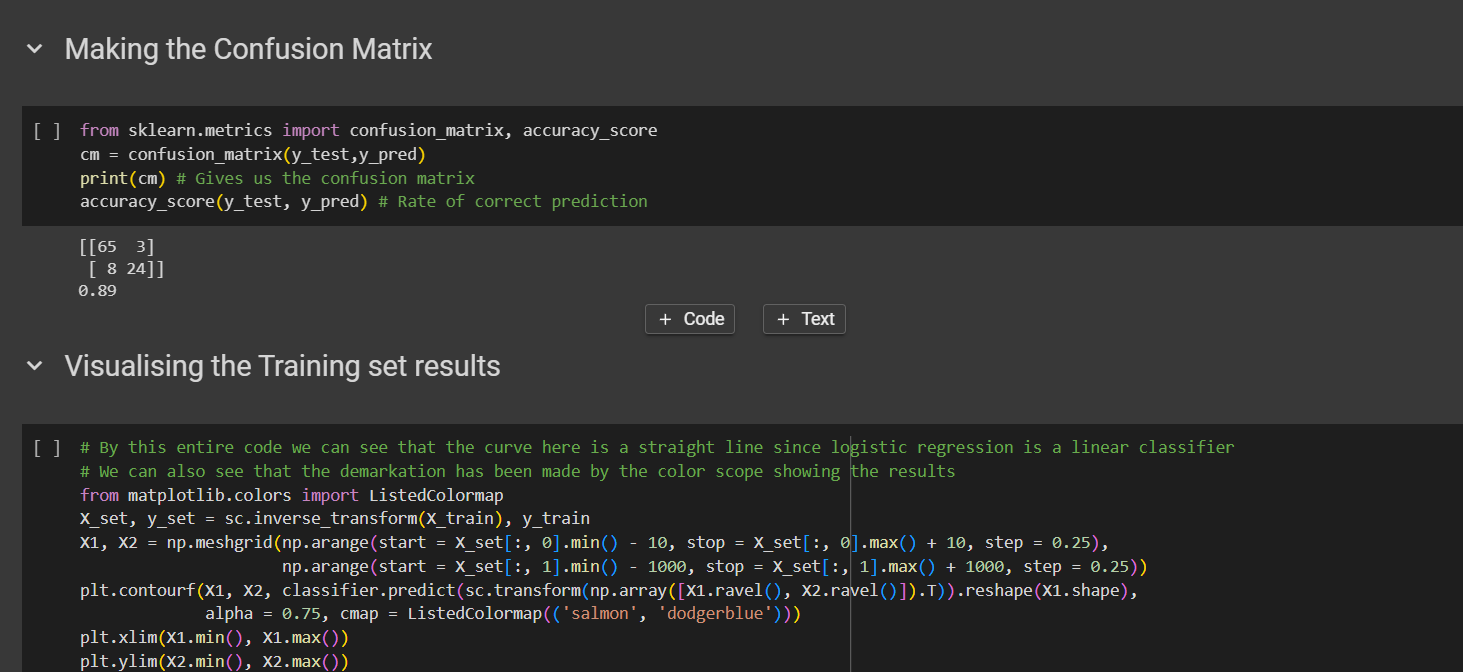 Making the Confusion Matrix
[ ] from sklearn.metrics import confusion_matrix, accuracy_score
cm = confusion_matrix(y_test,y_pred)
print(cm) # Gives us the confusion matrix
accuracy_score(y_test, y_pred) # Rate of correct prediction
[[65  3]
 [ 8 24]]
0.89
+ Code + Text
Visualising the Training set results
[ ] # By this entire code we can see that the curve here is a straight line since logistic regression is a linear classifier
# We can also see that the demarkation has been made by the color scope showing the results
from matplotlib.colors import ListedColormap
X_set, y_set = sc.inverse_transform(X_train), y_train
X1, X2 = np.meshgrid(np.arange(start = X_set[:, 0].min() - 10, stop = X_set[:, 0].max() + 10, step = 0.25),
np.arange(start = X_set[:, 1].min() - 1000, stop = X_set[:, 1].max() + 1000, step = 0.25))
plt.contourf(X1, X2, classifier.predict(sc.transform(np.array([X1.ravel(), X2.ravel()]).T)).reshape(X1.shape),
alpha = 0.75, cmap = ListedColormap(('salmon', 'dodgerblue')))
plt.xlim(X1.min(), X1.max())
plt.ylim(X2.min(), X2.max())